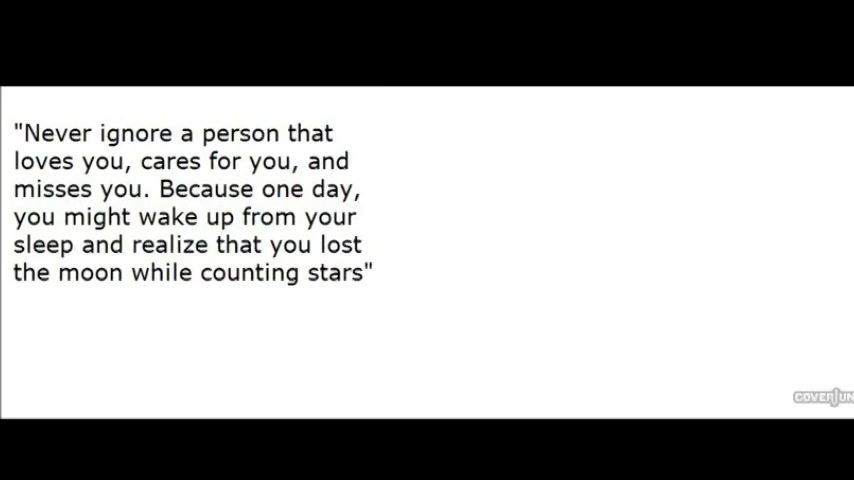 "Never ignore a person that
loves you, cares for you, and
misses you. Because one day,
you might wake up from your
sleep and realize that you lost
the moon while counting stars"
COVERJUN